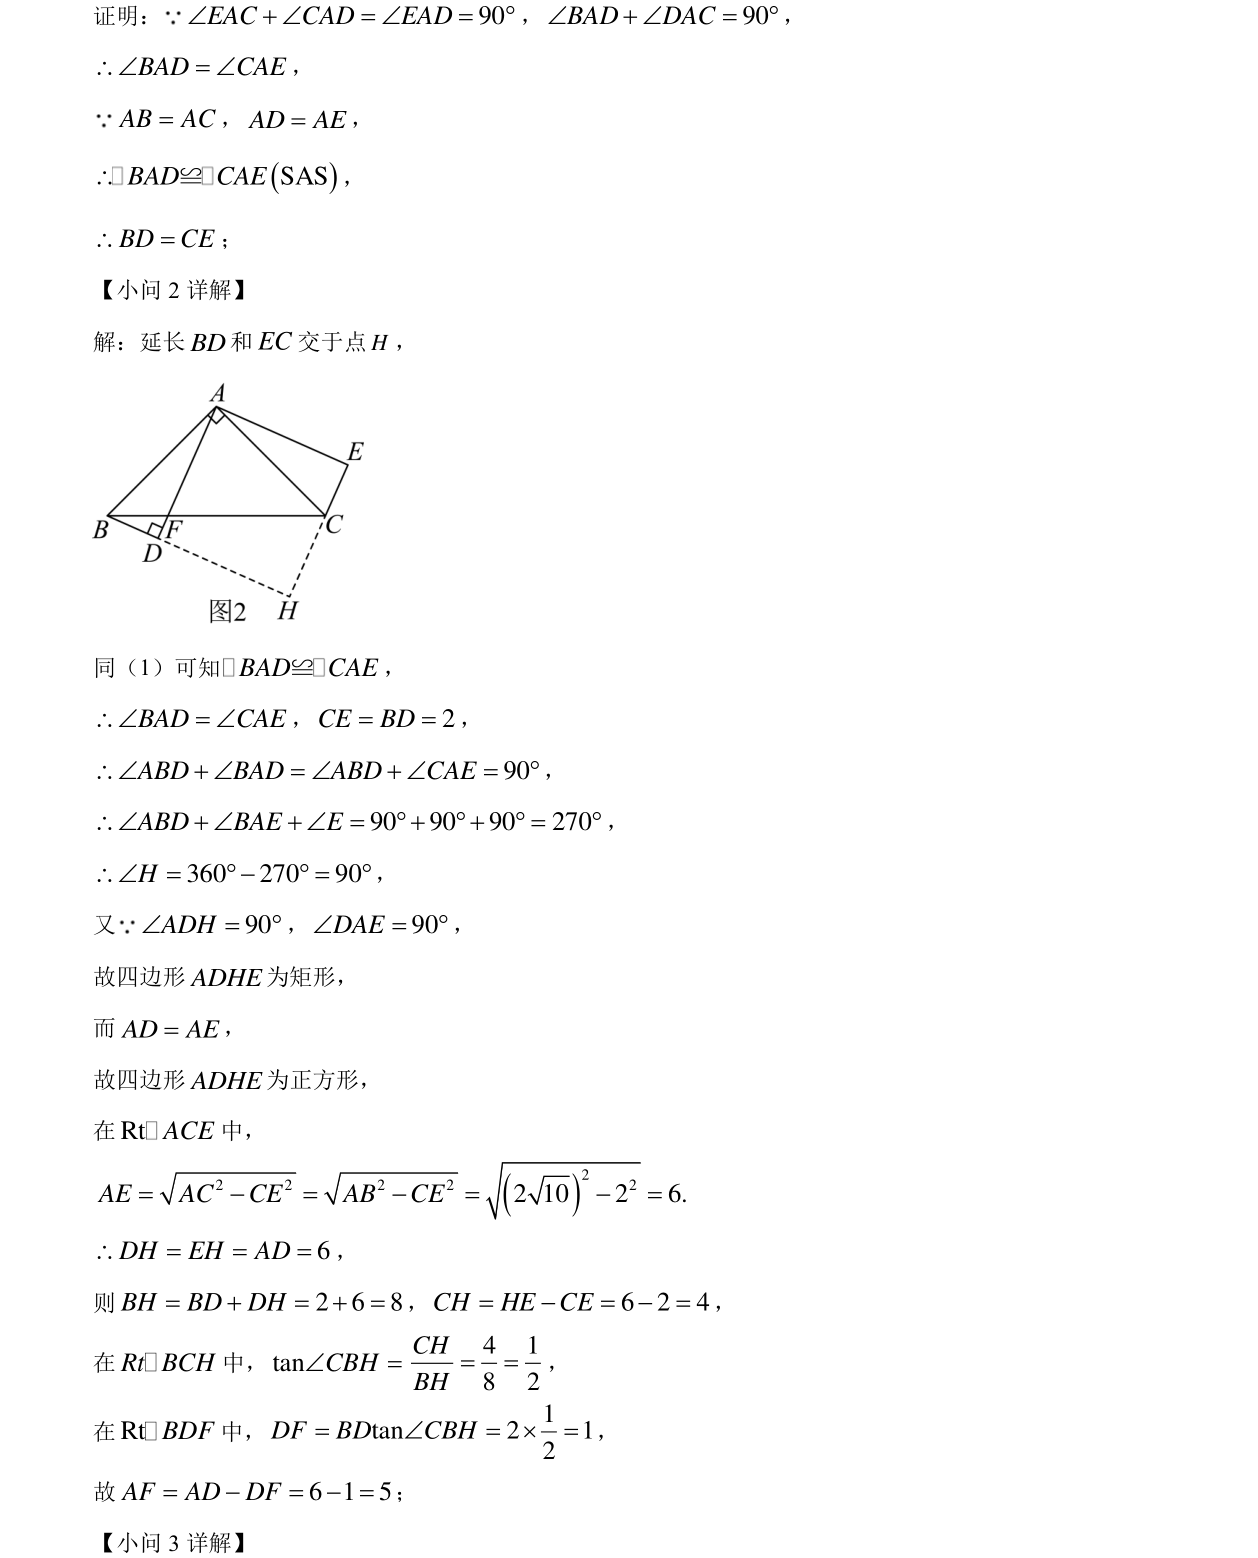 证明：∵∠EAC+∠CAD=∠EAD=90°，∠BAD+∠DAC=90°，
∴∠BAD=∠CAE，
∵AB=AC，AD=AE，
∴□BAD≌□CAE(SAS)，
∴BD=CE；
【小问 2 详解】
解：延长BD和EC交于点H，
A
E
B
F
C
D
图2
H
同（1）可知□BAD≌□CAE，
∴∠BAD=∠CAE，CE=BD=2，
∴∠ABD+∠BAD=∠ABD+∠CAE=90°，
∴∠ABD+∠BAE+∠E=90°+90°+90°=270°，
∴∠H=360°−270°=90°，
又∵∠ADH=90°，∠DAE=90°，
故四边形ADHE为矩形，
而AD=AE，
故四边形ADHE为正方形，
在Rt□ACE中，
AE=√(AC²−CE²)=√(AB²−CE²)=√((2√10)²−2²)=6.
∴DH=EH=AD=6，
则BH=BD+DH=2+6=8，CH=HE−CE=6−2=4，
在Rt□BCH中，tan∠CBH=CH/BH=4/8=1/2，
在Rt□BDF中，DF=BDtan∠CBH=2×1/2=1，
故AF=AD−DF=6−1=5；
【小问 3 详解】